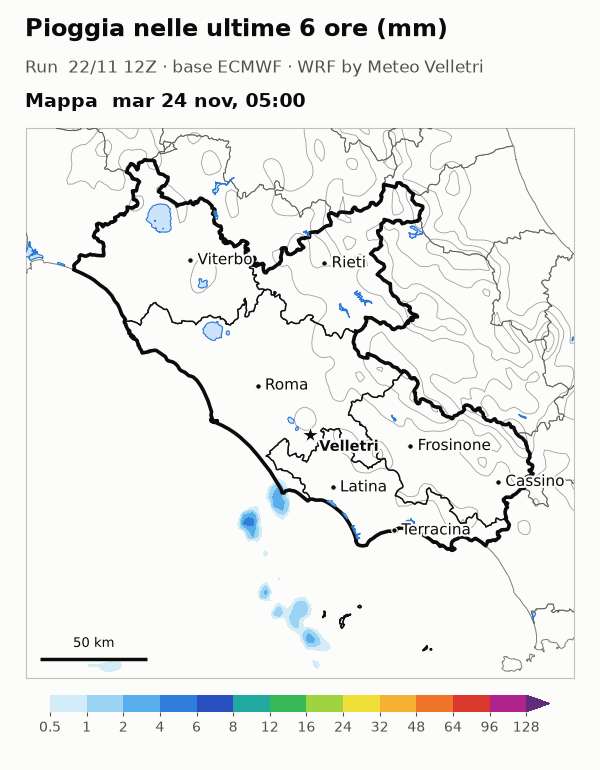 Pioggia nelle ultime 6 ore (mm)
Run  22/11 12Z · base ECMWF · WRF by Meteo Velletri
Mappa  mar 24 nov, 05:00
Viterbo
Rieti
Roma
Velletri
Frosinone
Latina
Cassino
Terracina
50 km
0.5 1 2 4 6 8 12 16 24 32 48 64 96 128